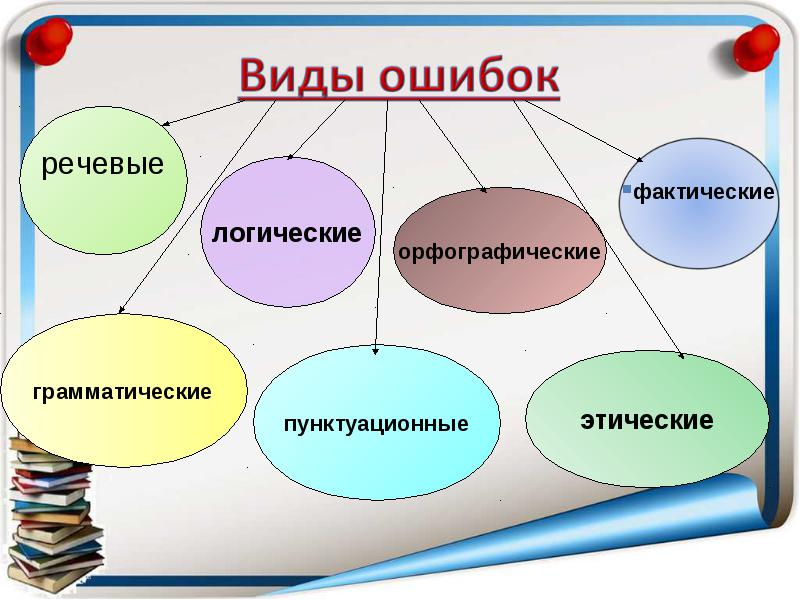 Виды ошибок
речевые
логические
орфографические
фактические
грамматические
пунктуационные
этические